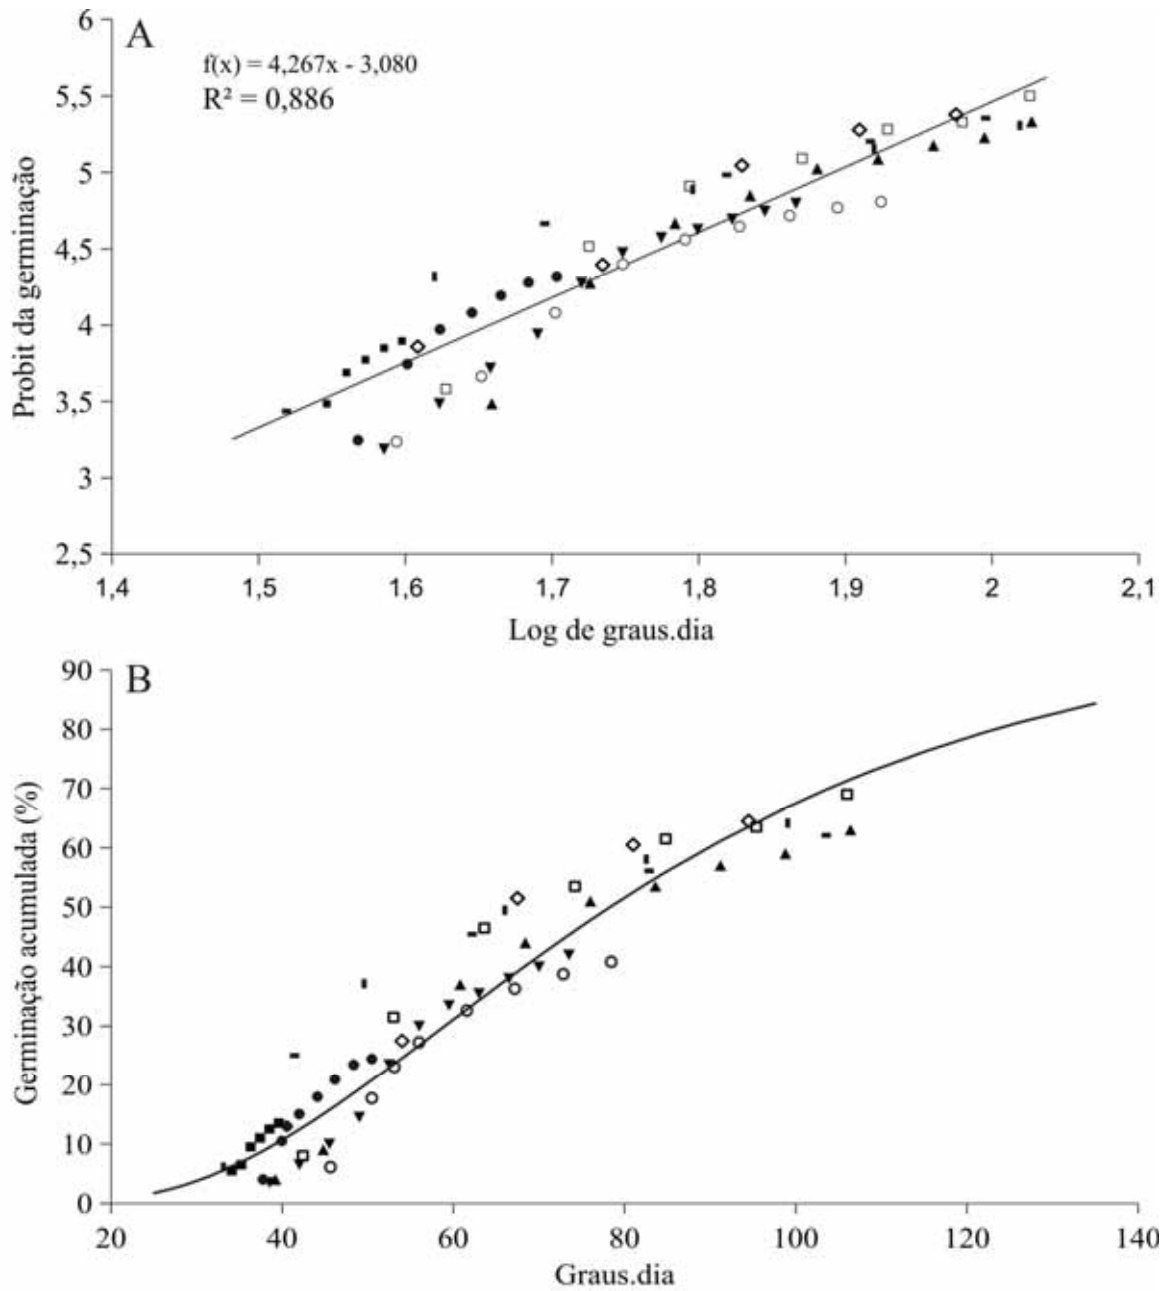 A
f(x) = 4,267x - 3,080
R² = 0,886
6
5,5
5
4,5
4
3,5
3
2,5
Probit da germinação
1,4 1,5 1,6 1,7 1,8 1,9 2 2,1
Log de graus.dia
B
90
80
70
60
50
40
30
20
10
0
Germinação acumulada (%)
20 40 60 80 100 120 140
Graus.dia